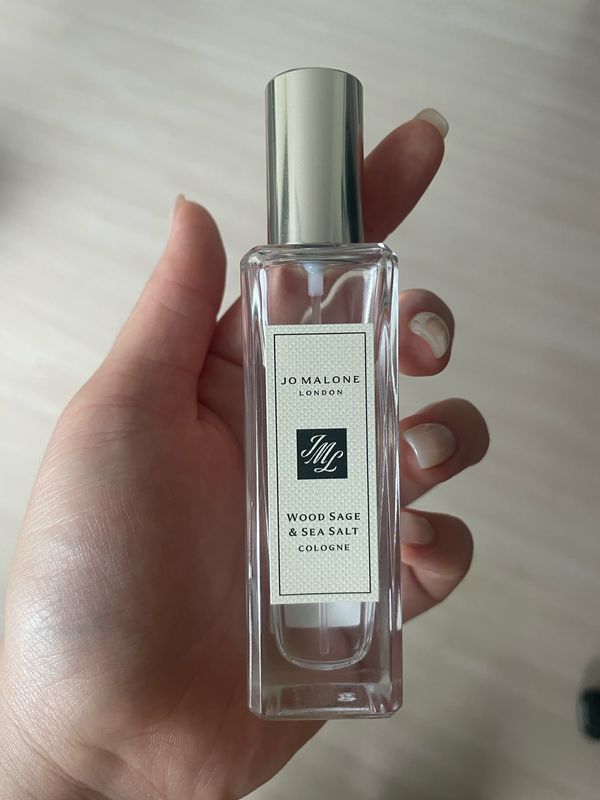 JO MALONE
LONDON
JML
WOOD SAGE
& SEA SALT
COLOGNE